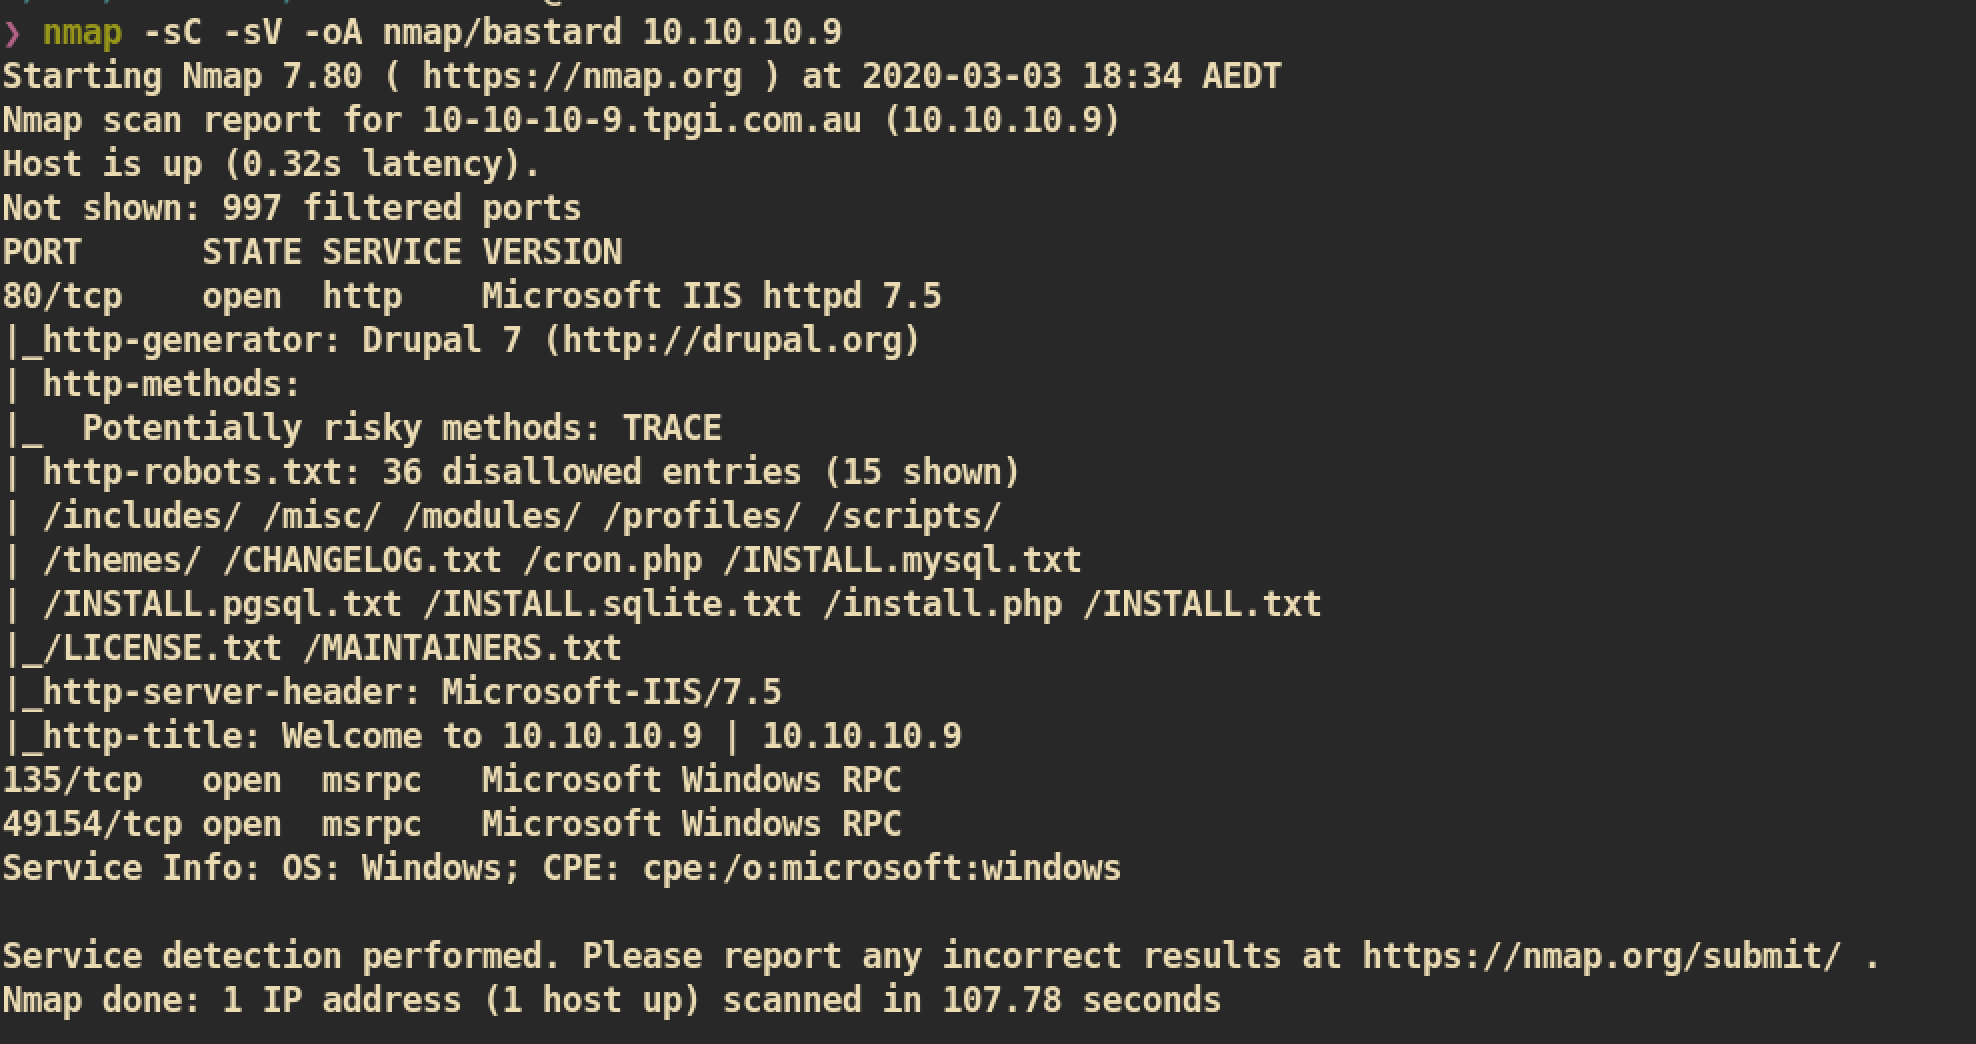 ❯ nmap -sC -sV -oA nmap/bastard 10.10.10.9
Starting Nmap 7.80 ( https://nmap.org ) at 2020-03-03 18:34 AEDT
Nmap scan report for 10-10-10-9.tpgi.com.au (10.10.10.9)
Host is up (0.32s latency).
Not shown: 997 filtered ports
PORT      STATE SERVICE VERSION
80/tcp    open  http    Microsoft IIS httpd 7.5
|_http-generator: Drupal 7 (http://drupal.org)
| http-methods:
|_  Potentially risky methods: TRACE
| http-robots.txt: 36 disallowed entries (15 shown)
| /includes/ /misc/ /modules/ /profiles/ /scripts/
| /themes/ /CHANGELOG.txt /cron.php /INSTALL.mysql.txt
| /INSTALL.pgsql.txt /INSTALL.sqlite.txt /install.php /INSTALL.txt
|_/LICENSE.txt /MAINTAINERS.txt
|_http-server-header: Microsoft-IIS/7.5
|_http-title: Welcome to 10.10.10.9 | 10.10.10.9
135/tcp   open  msrpc   Microsoft Windows RPC
49154/tcp open  msrpc   Microsoft Windows RPC
Service Info: OS: Windows; CPE: cpe:/o:microsoft:windows

Service detection performed. Please report any incorrect results at https://nmap.org/submit/ .
Nmap done: 1 IP address (1 host up) scanned in 107.78 seconds